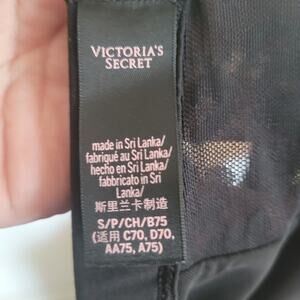 VICTORIA'S
SECRET
made in Sri Lanka/
fabriqué au Sri Lanka/
hecho en Sri Lanka/
fabbricato in Sri
Lanka/
斯里兰卡制造
S/P/CH/B75
(适用 C70, D70,
AA75, A75)